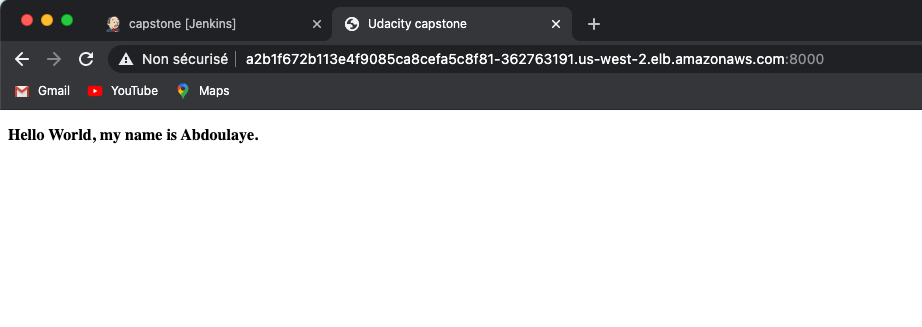 capstone [Jenkins]
Udacity capstone
Non sécurisé
a2b1f672b113e4f9085ca8cefa5c8f81-362763191.us-west-2.elb.amazonaws.com:8000
Gmail
YouTube
Maps
Hello World, my name is Abdoulaye.